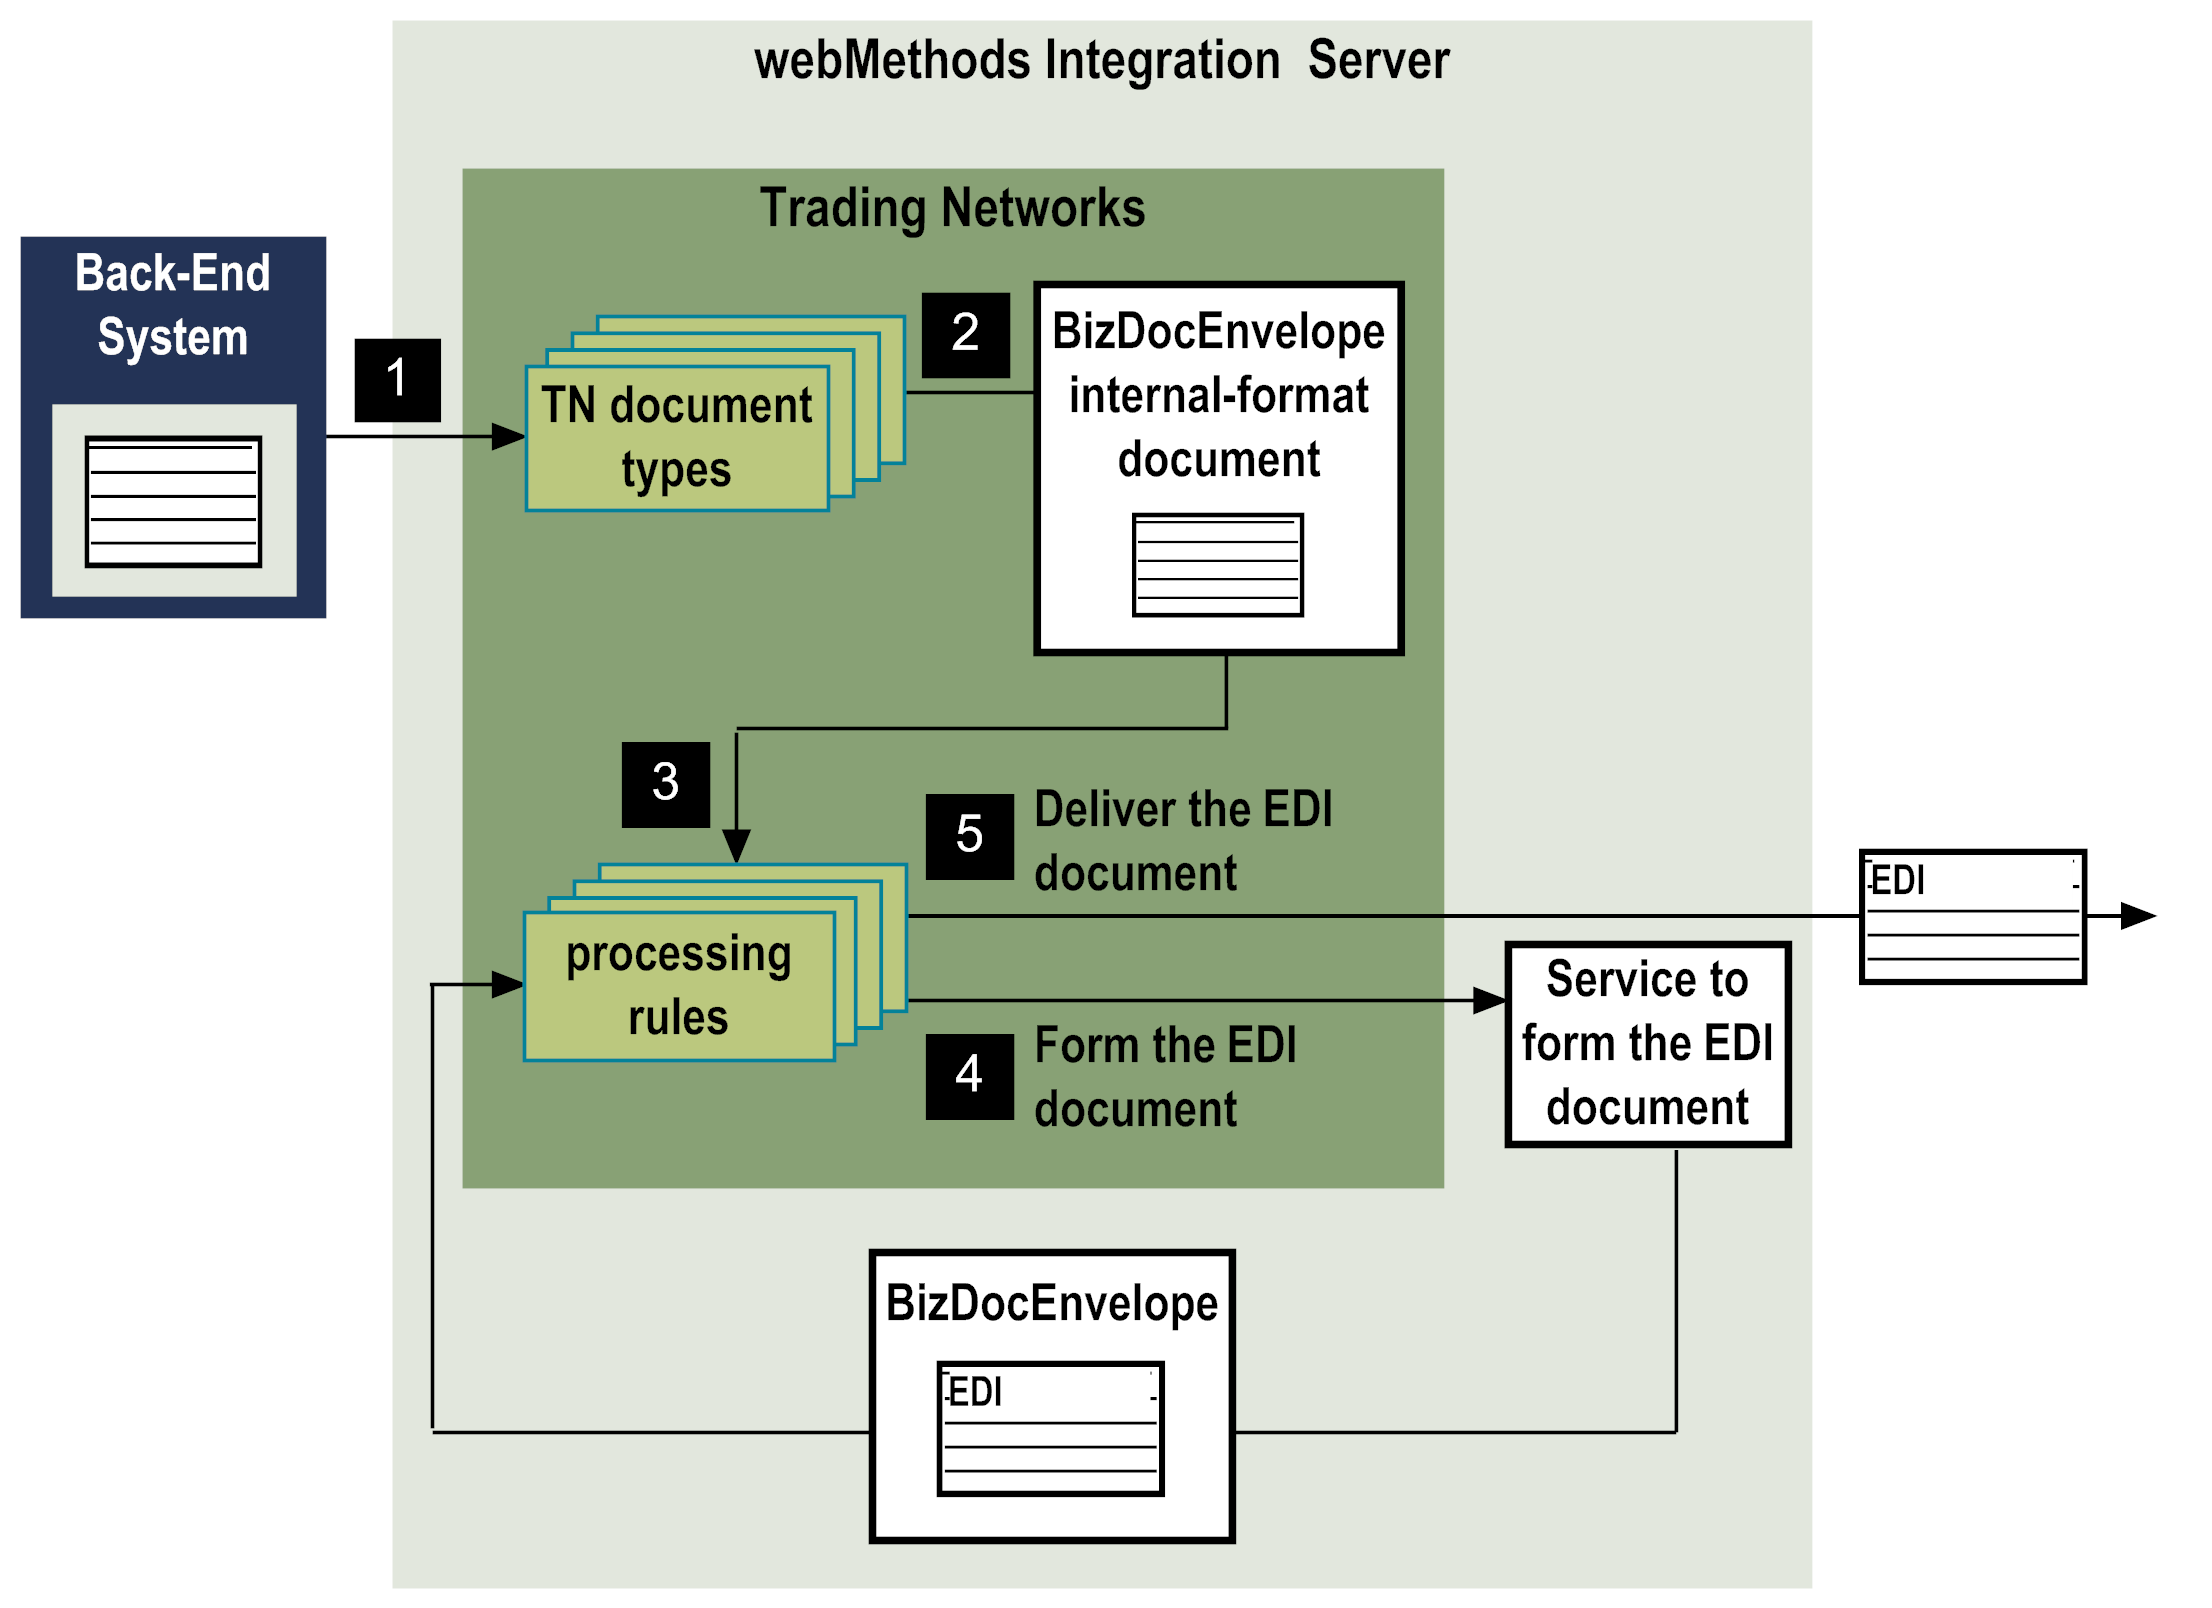 webMethods Integration Server
Trading Networks
Back-End
System
1
TN document
types
2
BizDocEnvelope
internal-format
document
3
5
Deliver the EDI
document
processing
rules
EDI
4
Form the EDI
document
Service to
form the EDI
document
BizDocEnvelope
EDI